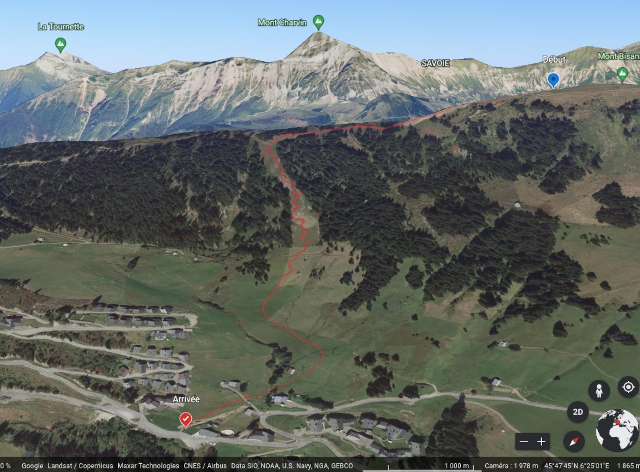 La Tournette
Mont Charvin
SAVOIE
Début
Mont Bisan
Arrivée
2D
0 % Google Landsat / Copernicus Maxar Technologies CNES / Airbus Data SIO, NOAA, U.S. Navy, NGA, GEBCO 1 000 m Caméra : 1 978 m 45°47'45"N 6°25'01"E 1 6